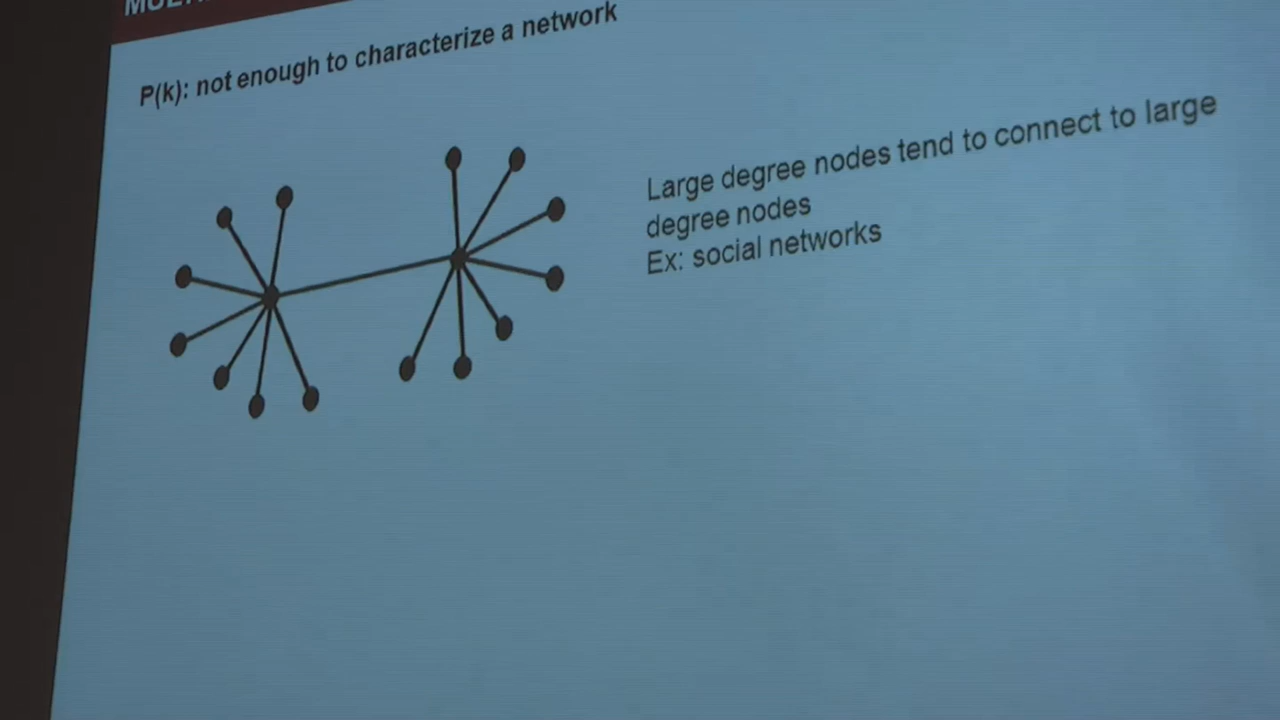 P(k): not enough to characterize a network
Large degree nodes tend to connect to large
degree nodes
Ex: social networks